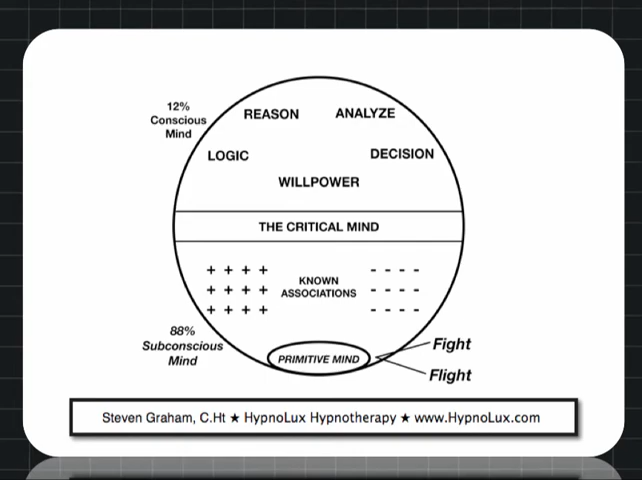 12%
Conscious
Mind
REASON
ANALYZE
LOGIC
DECISION
WILLPOWER
THE CRITICAL MIND
+ + + +
+ + + +
+ + + +
KNOWN
ASSOCIATIONS
- - - -
- - - -
- - - -
88%
Subconscious
Mind
PRIMITIVE MIND
Fight
Flight
Steven Graham, C.Ht ★ HypnoLux Hypnotherapy ★ www.HypnoLux.com